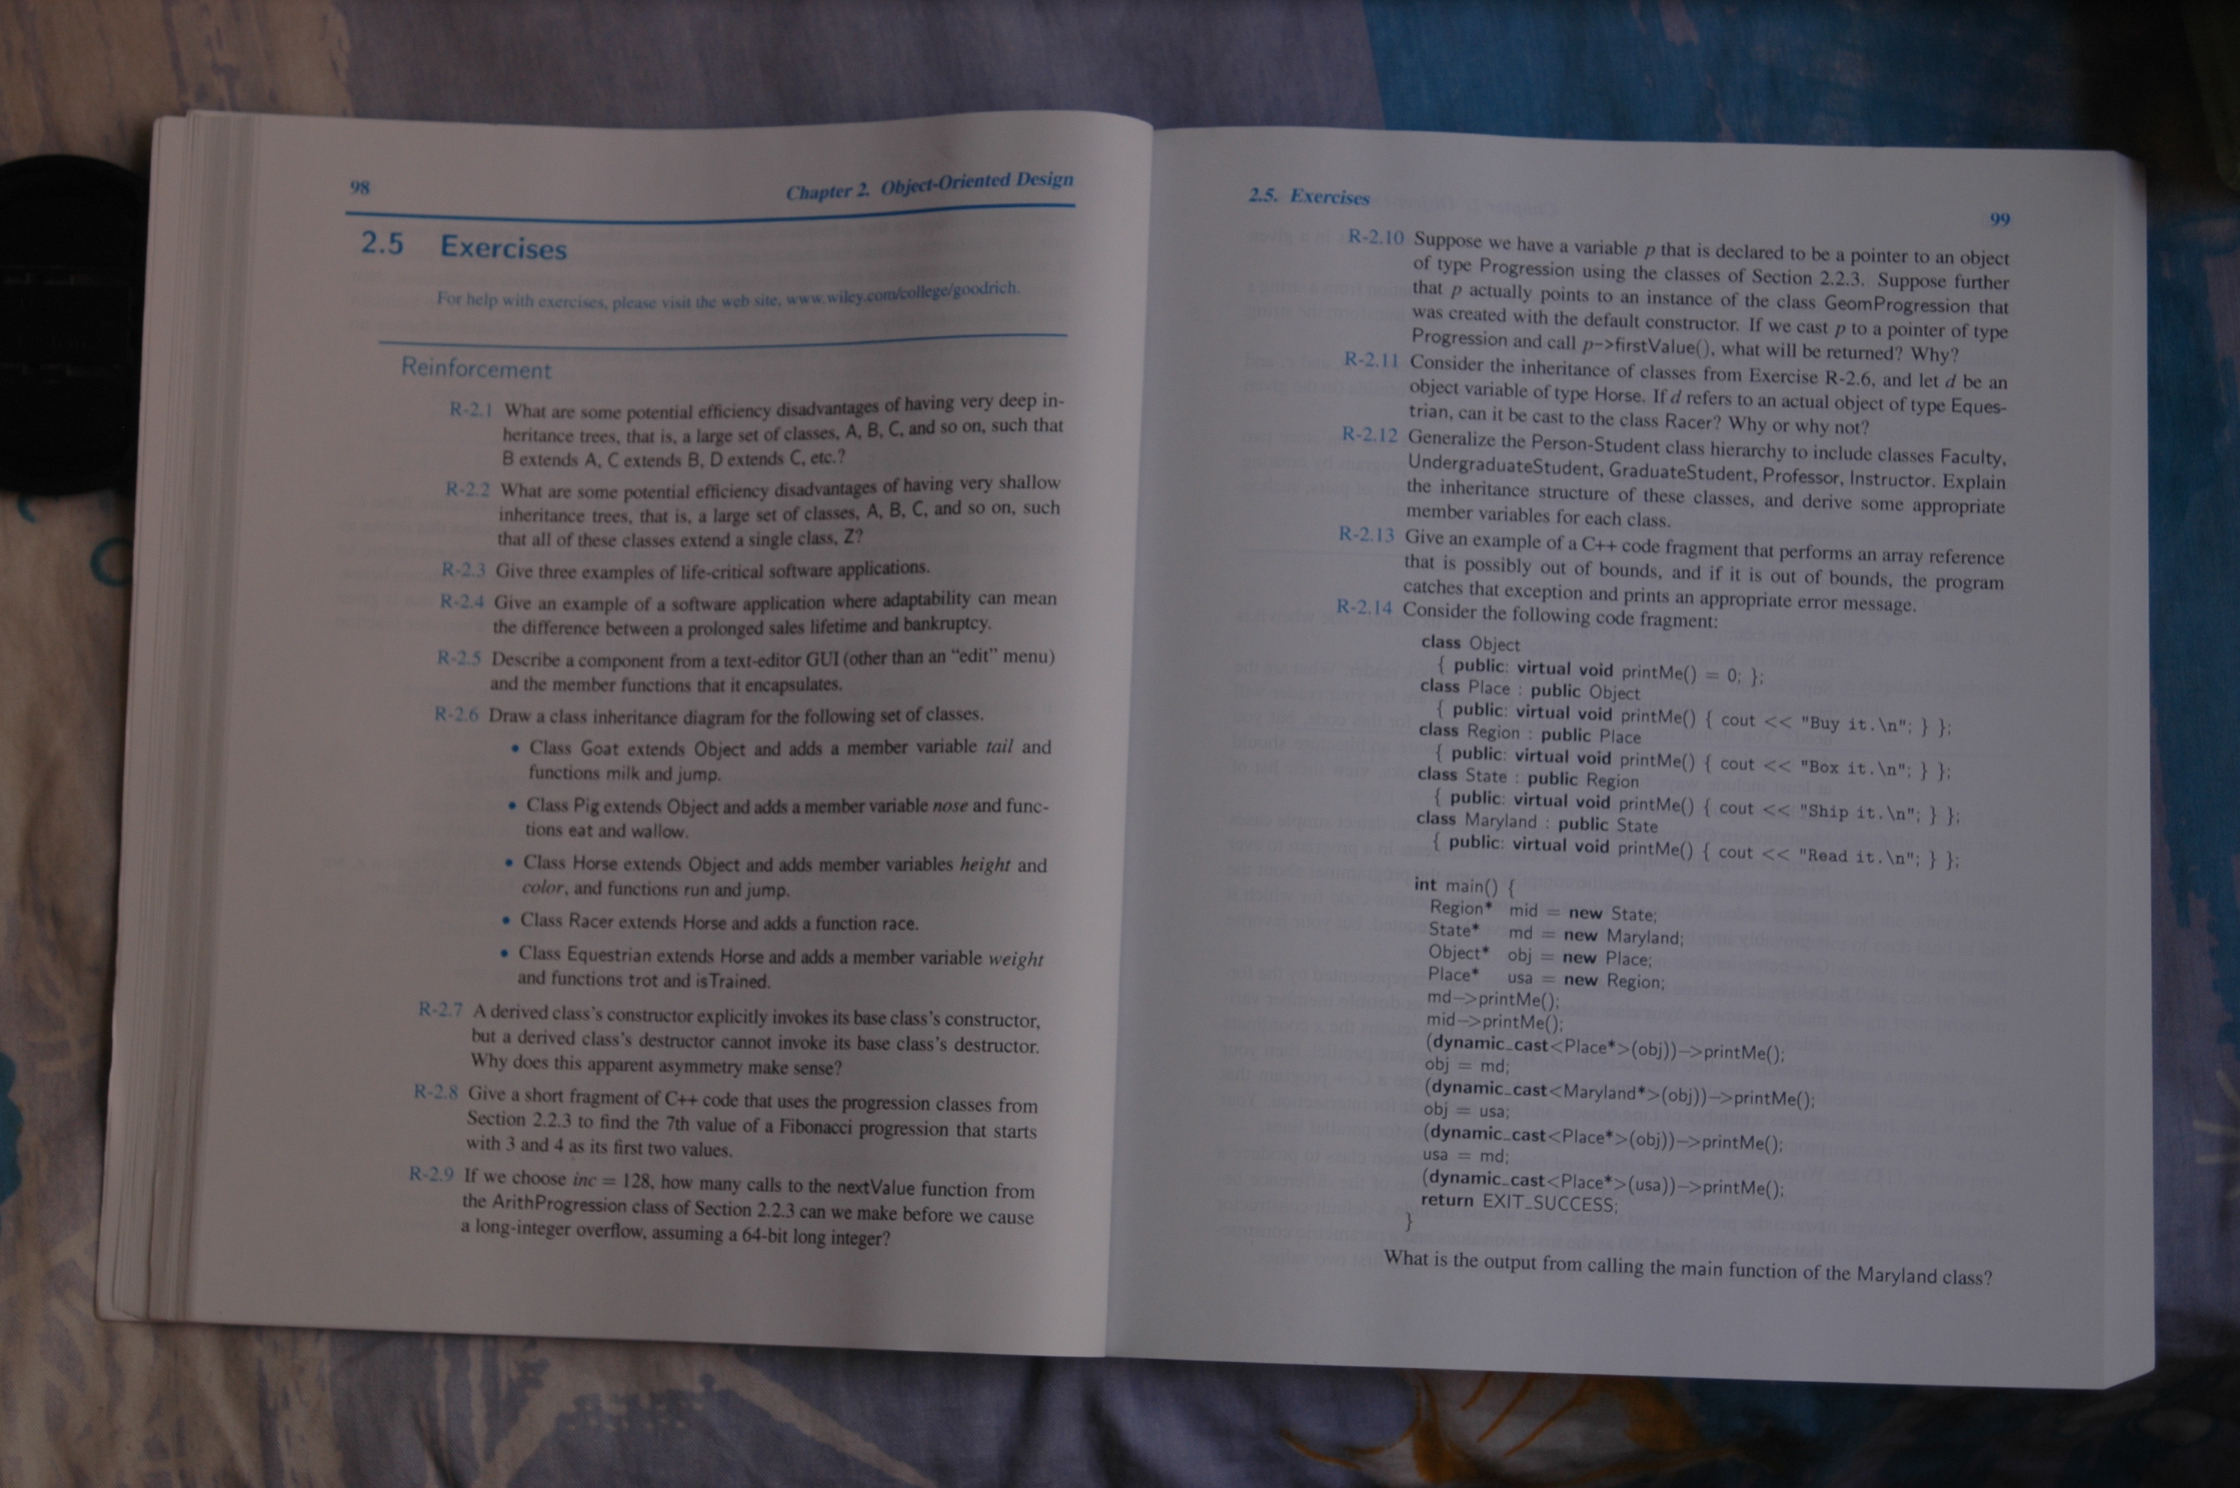 98
Chapter 2. Object-Oriented Design
2.5 Exercises
For help with exercises, please visit the web site, www.wiley.com/college/goodrich.
Reinforcement
R-2.1 What are some potential efficiency disadvantages of having very deep in-
heritance trees, that is, a large set of classes, A, B, C, and so on, such that
B extends A, C extends B, D extends C, etc.?
R-2.2 What are some potential efficiency disadvantages of having very shallow
inheritance trees, that is, a large set of classes, A, B, C, and so on, such
that all of these classes extend a single class, Z?
R-2.3 Give three examples of life-critical software applications.
R-2.4 Give an example of a software application where adaptability can mean
the difference between a prolonged sales lifetime and bankruptcy.
R-2.5 Describe a component from a text-editor GUI (other than an "edit" menu)
and the member functions that it encapsulates.
R-2.6 Draw a class inheritance diagram for the following set of classes.
• Class Goat extends Object and adds a member variable tail and
functions milk and jump.
• Class Pig extends Object and adds a member variable nose and func-
tions eat and wallow.
• Class Horse extends Object and adds member variables height and
color, and functions run and jump.
• Class Racer extends Horse and adds a function race.
• Class Equestrian extends Horse and adds a member variable weight
and functions trot and isTrained.
R-2.7 A derived class's constructor explicitly invokes its base class's constructor,
but a derived class's destructor cannot invoke its base class's destructor.
Why does this apparent asymmetry make sense?
R-2.8 Give a short fragment of C++ code that uses the progression classes from
Section 2.2.3 to find the 7th value of a Fibonacci progression that starts
with 3 and 4 as its first two values.
R-2.9 If we choose inc = 128, how many calls to the nextValue function from
the ArithProgression class of Section 2.2.3 can we make before we cause
a long-integer overflow, assuming a 64-bit long integer?
2.5. Exercises
99
R-2.10 Suppose we have a variable p that is declared to be a pointer to an object
of type Progression using the classes of Section 2.2.3. Suppose further
that p actually points to an instance of the class GeomProgression that
was created with the default constructor. If we cast p to a pointer of type
Progression and call p->firstValue(), what will be returned? Why?
R-2.11 Consider the inheritance of classes from Exercise R-2.6, and let d be an
object variable of type Horse. If d refers to an actual object of type Eques-
trian, can it be cast to the class Racer? Why or why not?
R-2.12 Generalize the Person-Student class hierarchy to include classes Faculty,
UndergraduateStudent, GraduateStudent, Professor, Instructor. Explain
the inheritance structure of these classes, and derive some appropriate
member variables for each class.
R-2.13 Give an example of a C++ code fragment that performs an array reference
that is possibly out of bounds, and if it is out of bounds, the program
catches that exception and prints an appropriate error message.
R-2.14 Consider the following code fragment:
class Object
{ public: virtual void printMe() = 0; };
class Place : public Object
{ public: virtual void printMe() { cout << "Buy it.\n"; } };
class Region : public Place
{ public: virtual void printMe() { cout << "Box it.\n"; } };
class State : public Region
{ public: virtual void printMe() { cout << "Ship it.\n"; } };
class Maryland : public State
{ public: virtual void printMe() { cout << "Read it.\n"; } };
int main() {
Region* mid = new State;
State* md = new Maryland;
Object* obj = new Place;
Place* usa = new Region;
md->printMe();
mid->printMe();
(dynamic_cast<Place*>(obj))->printMe();
obj = md;
(dynamic_cast<Maryland*>(obj))->printMe();
obj = usa;
(dynamic_cast<Place*>(obj))->printMe();
usa = md;
(dynamic_cast<Place*>(usa))->printMe();
return EXIT_SUCCESS;
}
What is the output from calling the main function of the Maryland class?